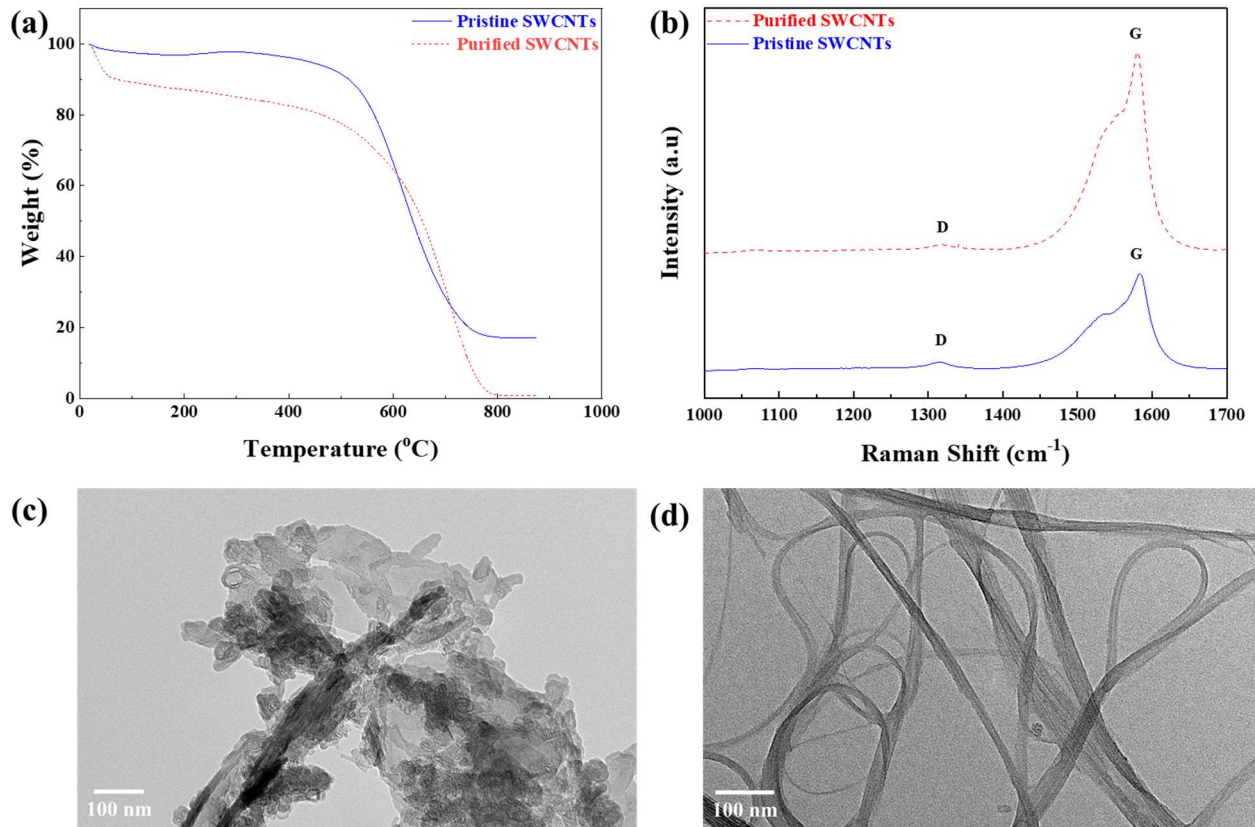 (a)
Pristine SWCNTs
Purified SWCNTs
100
80
60
40
20
0
Weight (%)
0 200 400 600 800 1000
Temperature (ºC)
(b)
Purified SWCNTs
Pristine SWCNTs
G
D
G
D
Intensity (a.u)
1000 1100 1200 1300 1400 1500 1600 1700
Raman Shift (cm⁻¹)
(c)
100 nm
(d)
100 nm